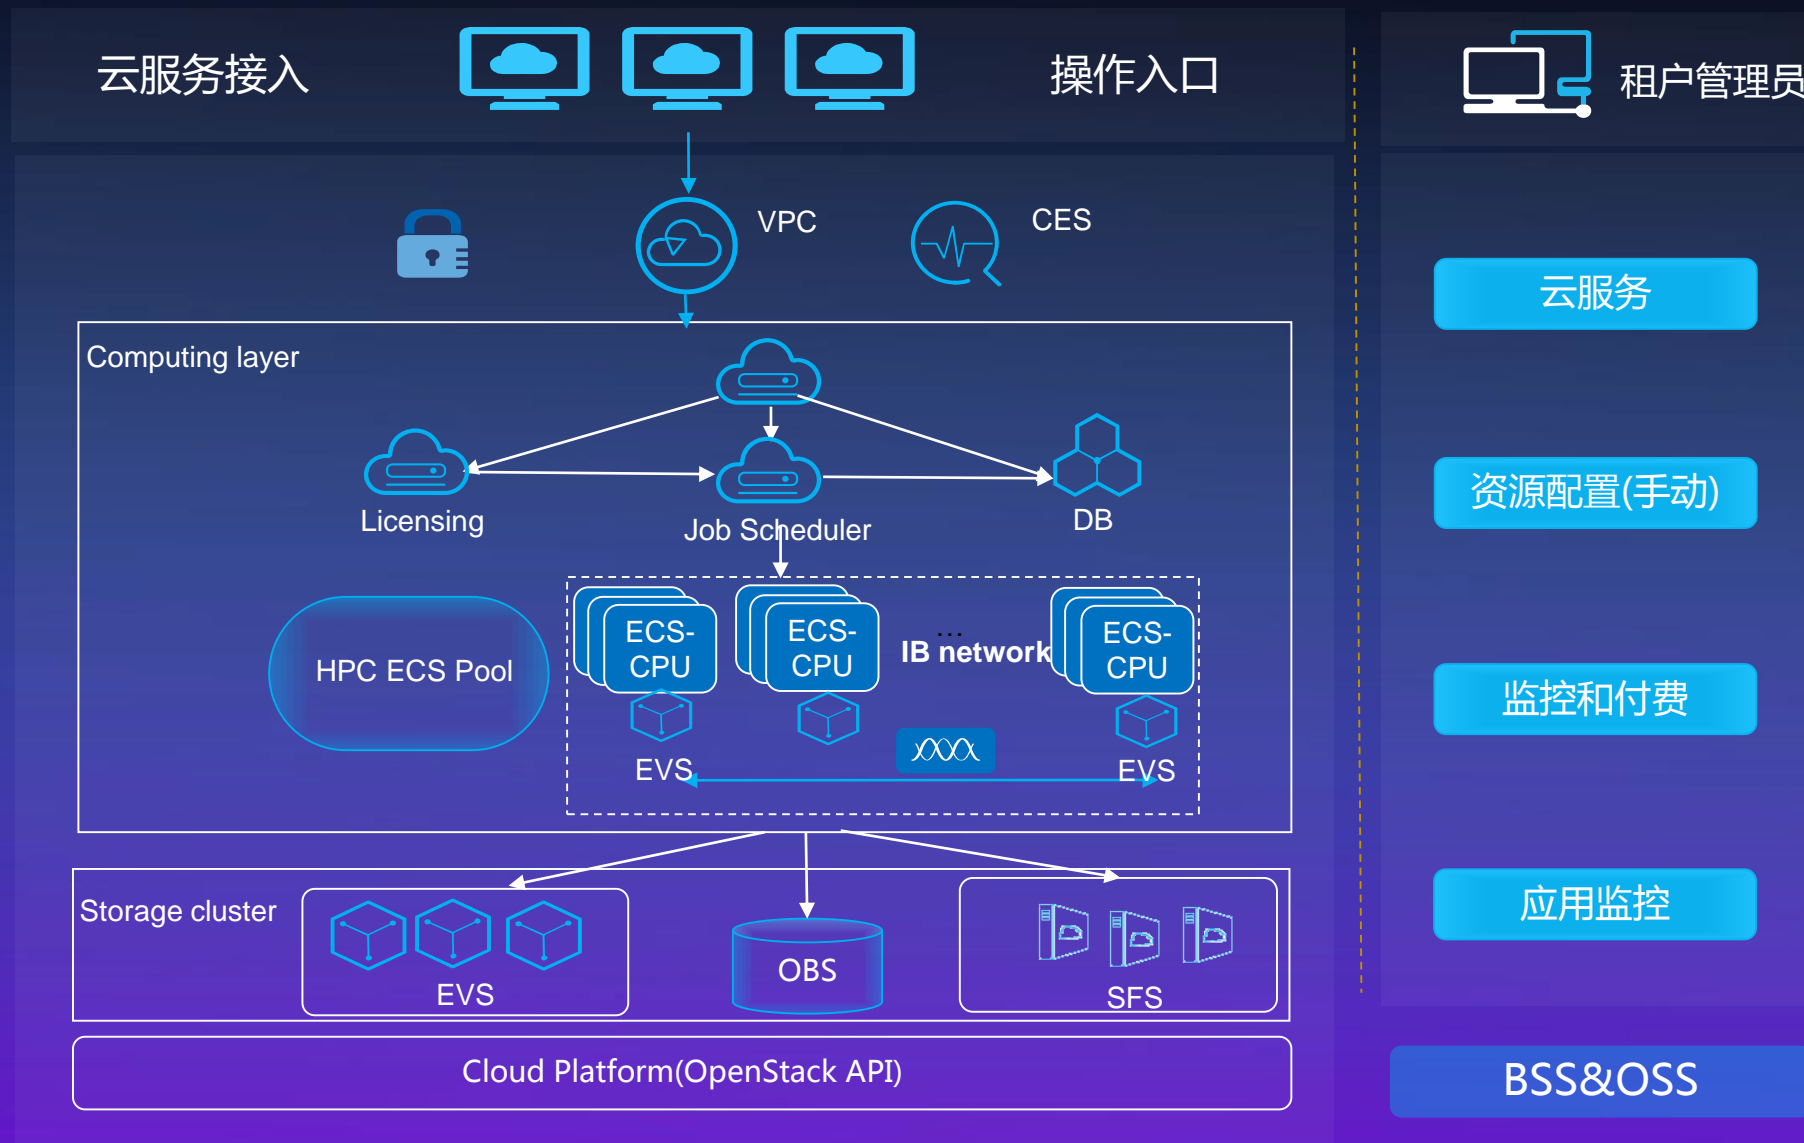 云服务接入
操作入口
租户管理员
VPC
CES
云服务
Computing layer
Licensing
Job Scheduler
DB
资源配置(手动)
HPC ECS Pool
ECS-
CPU
ECS-
CPU
...
IB network
ECS-
CPU
EVS
EVS
监控和付费
Storage cluster
EVS
OBS
SFS
应用监控
Cloud Platform(OpenStack API)
BSS&OSS